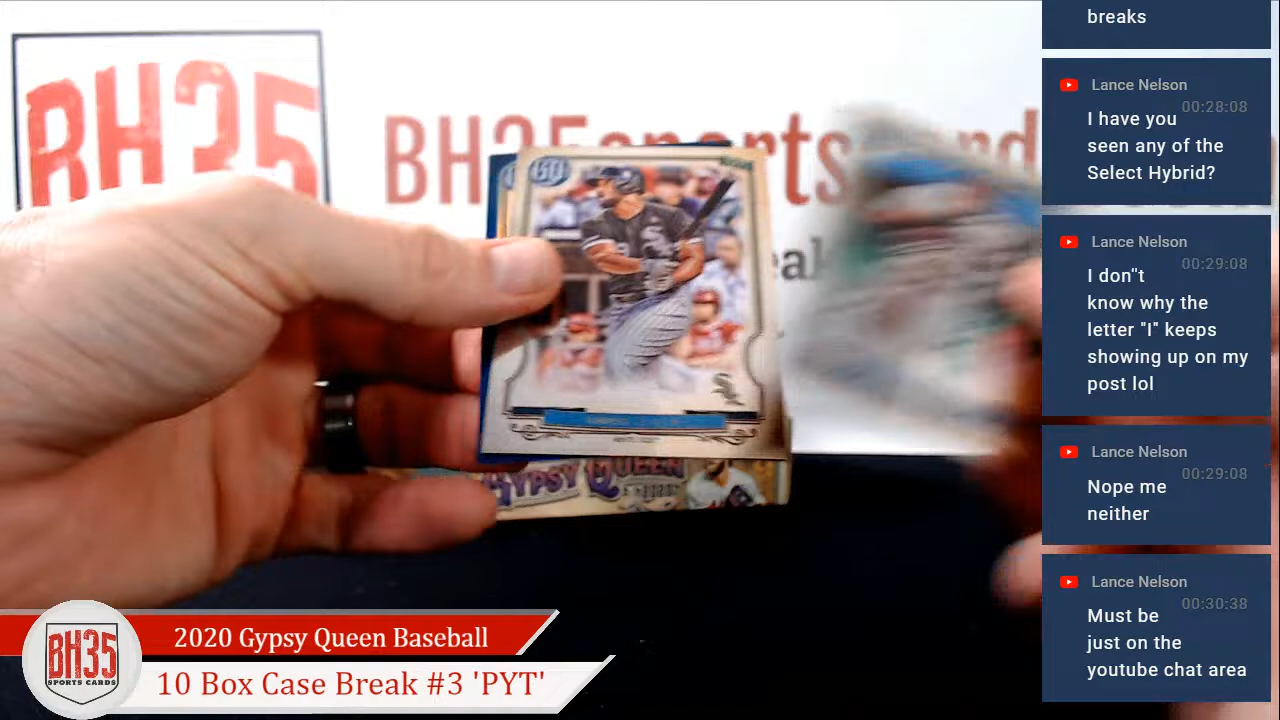 BH35
BH35sports
GQ
GYPSY QUEEN
BH35
SPORTS CARDS
2020 Gypsy Queen Baseball
10 Box Case Break #3 'PYT'
breaks
Lance Nelson
00:28:08
I have you
seen any of the
Select Hybrid?
Lance Nelson
00:29:08
I don"t
know why the
letter "I" keeps
showing up on my
post lol
Lance Nelson
00:29:08
Nope me
neither
Lance Nelson
00:30:38
Must be
just on the
youtube chat area